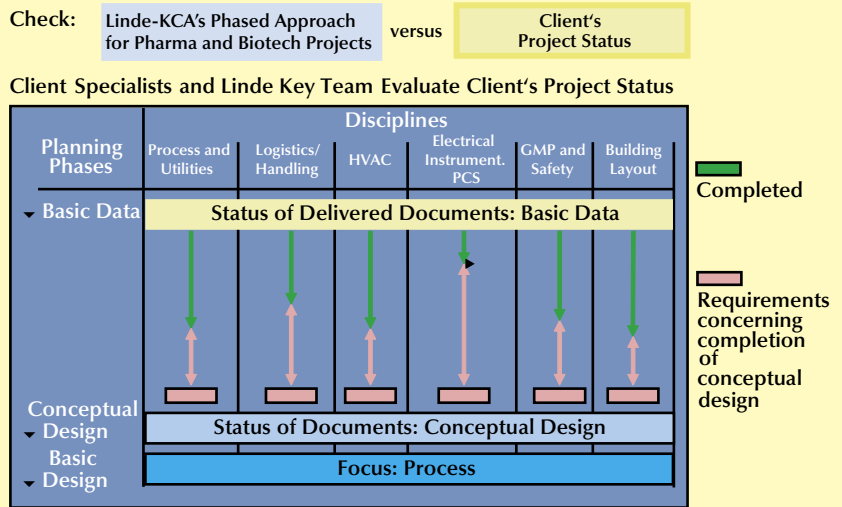 Check:
Linde-KCA's Phased Approach
for Pharma and Biotech Projects
versus
Client‘s
Project Status
Client Specialists and Linde Key Team Evaluate Client‘s Project Status
Disciplines
Planning
Phases
Process and
Utilities
Logistics/
Handling
HVAC
Electrical
Instrument.
PCS
GMP and
Safety
Building
Layout
Completed
Basic Data
Status of Delivered Documents: Basic Data
Requirements
concerning
completion
of
conceptual
design
Conceptual
Design
Status of Documents: Conceptual Design
Basic
Design
Focus: Process